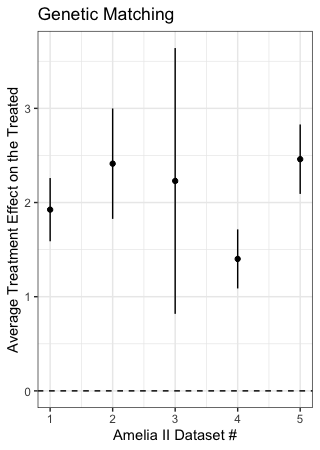 Genetic Matching
Average Treatment Effect on the Treated
3
2
1
0
1 2 3 4 5
Amelia II Dataset #